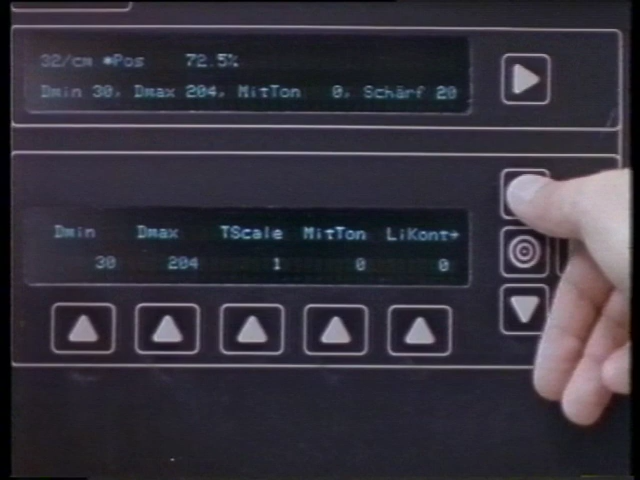 32/cm *Pos 72.5%
Dmin 30, Dmax 204, MitTon 0, Schärf 20
Dmin Dmax TScale MitTon LiKont→
30 204 1 0 0